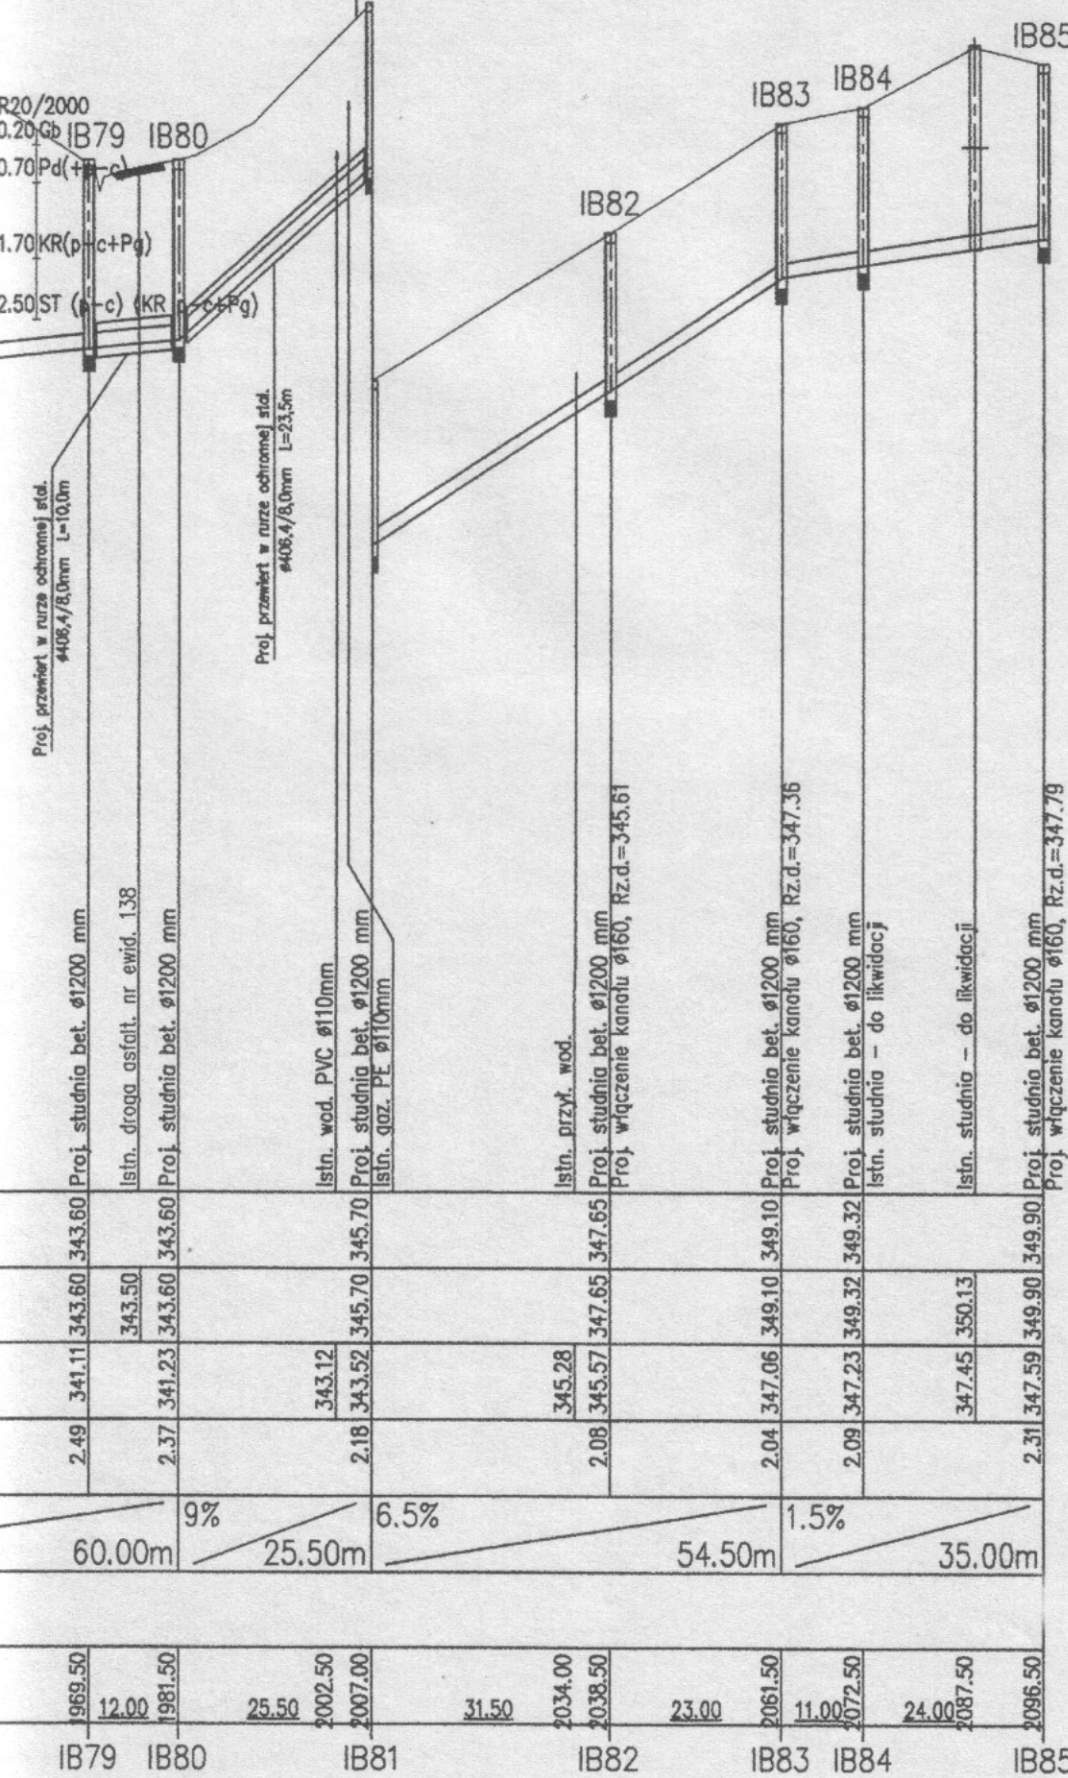 IB85
IB84
IB83
R20/2000
0.20 Gb
IB79
IB80
0.70 Pd(+ -c)
IB82
1.70 KR(p-c+Pg)
2.50 ST (p-c) (KR p-c+Pg)
Proj. przewiert w rurze ochronnej stal.
ø406,4/8,0mm L=10,0m
Proj. przewiert w rurze ochronnej stal.
ø406,4/8,0mm L=23,5m
Proj. studnia bet. ø1200 mm
Istn. droga asfalt. nr ewid. 138
Proj. studnia bet. ø1200 mm
Istn. wod. PVC ø110mm
Proj. studnia bet. ø1200 mm
Istn. gaz. PE ø110mm
Istn. przył. wod.
Proj. studnia bet. ø1200 mm
Proj. włączenie kanału ø160, Rz.d.=345.61
Proj. studnia bet. ø1200 mm
Proj. włączenie kanału ø160, Rz.d.=347.36
Proj. studnia bet. ø1200 mm
Istn. studnia - do likwidacji
Istn. studnia - do likwidacji
Proj. studnia bet. ø1200 mm
Proj. włączenie kanału ø160, Rz.d.=347.79
343.60 343.60 345.70 347.65 349.10 349.32 349.90
343.60 343.50 343.60 345.70 347.65 349.10 349.32 350.13 349.90
341.11 341.23 343.12 343.52 345.28 345.57 347.06 347.23 347.45 347.59
2.49 2.37 2.18 2.08 2.04 2.09 2.31
9% 6.5% 1.5%
60.00m 25.50m 54.50m 35.00m
1969.50 12.00 1981.50 25.50 2002.50 2007.00 31.50 2034.00 2038.50 23.00 2061.50 11.00 2072.50 24.00 2087.50 2096.50
IB79 IB80 IB81 IB82 IB83 IB84 IB85